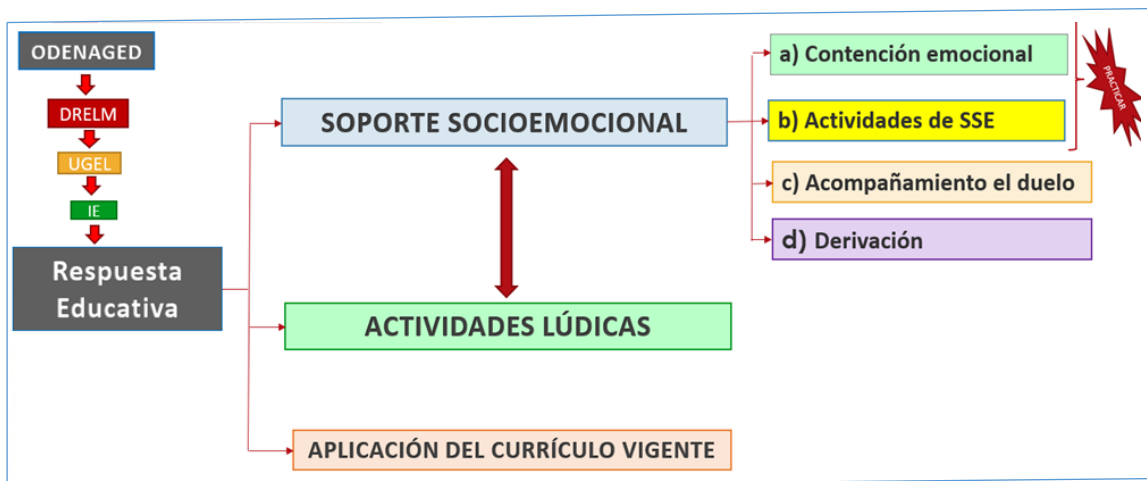 ODENAGED
DRELM
UGEL
IE
Respuesta
Educativa
SOPORTE SOCIOEMOCIONAL
ACTIVIDADES LÚDICAS
APLICACIÓN DEL CURRÍCULO VIGENTE
a) Contención emocional
b) Actividades de SSE
c) Acompañamiento el duelo
d) Derivación
PRACTICAR